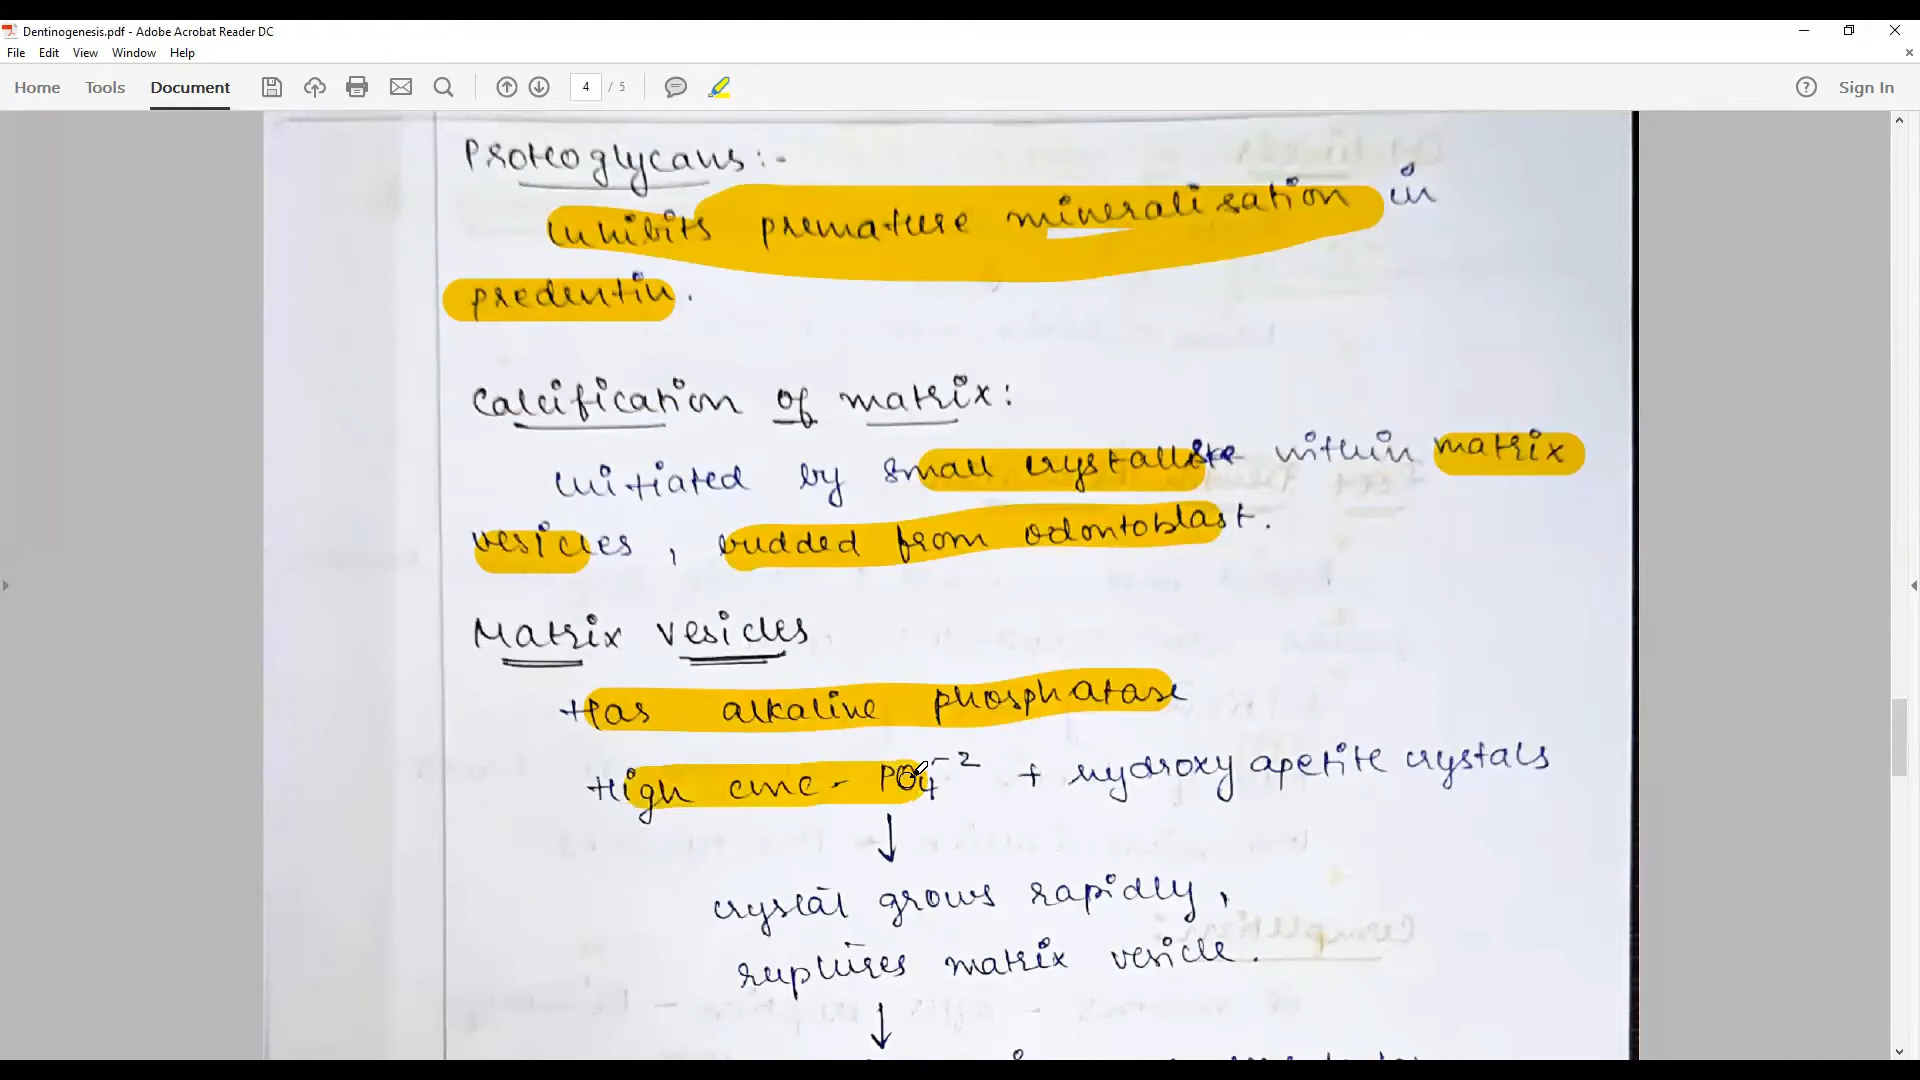 Dentinogenesis.pdf - Adobe Acrobat Reader DC
File Edit View Window Help
Home Tools Document 4 / 5 Sign In
Proteoglycans:-
Inhibits premature mineralisation in
predentin.
Calcification of matrix:
initiated by small crystallite within matrix
vesicles, budded from odontoblast.
Matrix vesicles
Has alkaline phosphatase
High cmc - PO4-2 + hydroxy apetite crystals
crystal grows rapidly,
ruptures matrix vesicle.